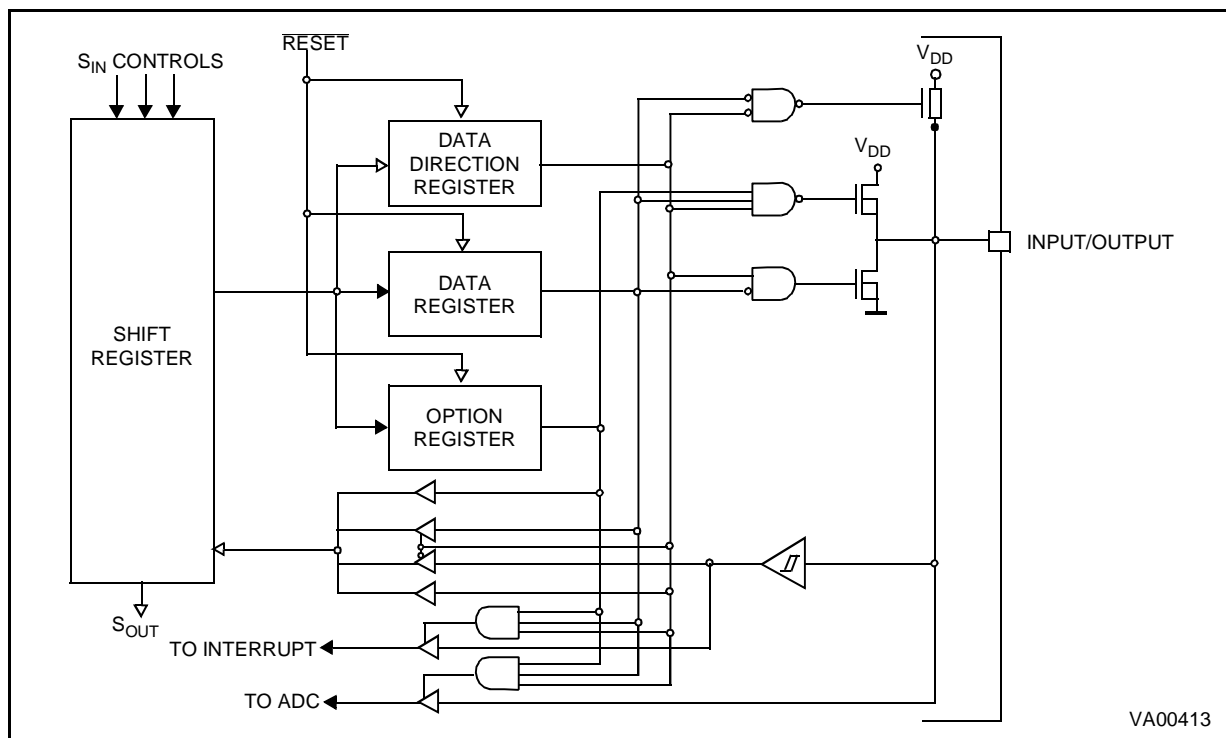 RESET
S_IN CONTROLS
V_DD
DATA
DIRECTION
REGISTER
V_DD
INPUT/OUTPUT
DATA
REGISTER
SHIFT
REGISTER
OPTION
REGISTER
S_OUT
TO INTERRUPT
TO ADC
VA00413